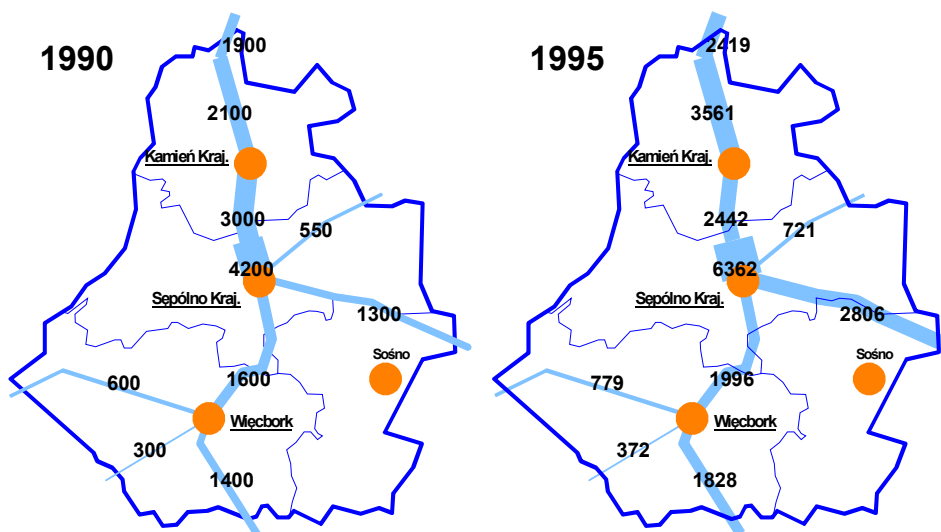 1990
1900
2100
Kamień Kraj.
3000
550
4200
Sępólno Kraj.
1300
Sośno
600
1600
Więcbork
300
1400
1995
2419
3561
Kamień Kraj.
2442
721
6362
Sępólno Kraj.
2806
Sośno
779
1996
Więcbork
372
1828